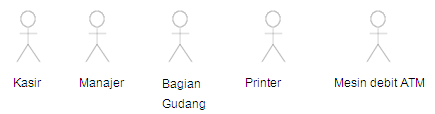 Kasir
Manajer
Bagian
Gudang
Printer
Mesin debit ATM